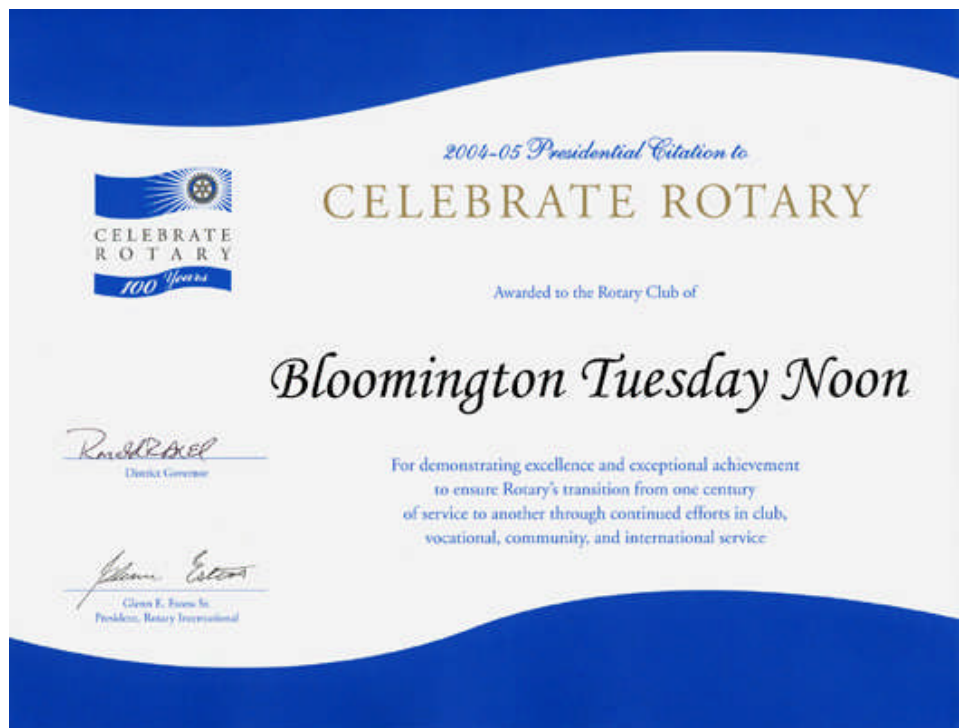 2004-05 Presidential Citation to
CELEBRATE ROTARY
CELEBRATE
ROTARY
100 Years
Awarded to the Rotary Club of
Bloomington Tuesday Noon
District Governor
For demonstrating excellence and exceptional achievement
to ensure Rotary's transition from one century
of service to another through continued efforts in club,
vocational, community, and international service
Glenn E. Estess Sr.
President, Rotary International